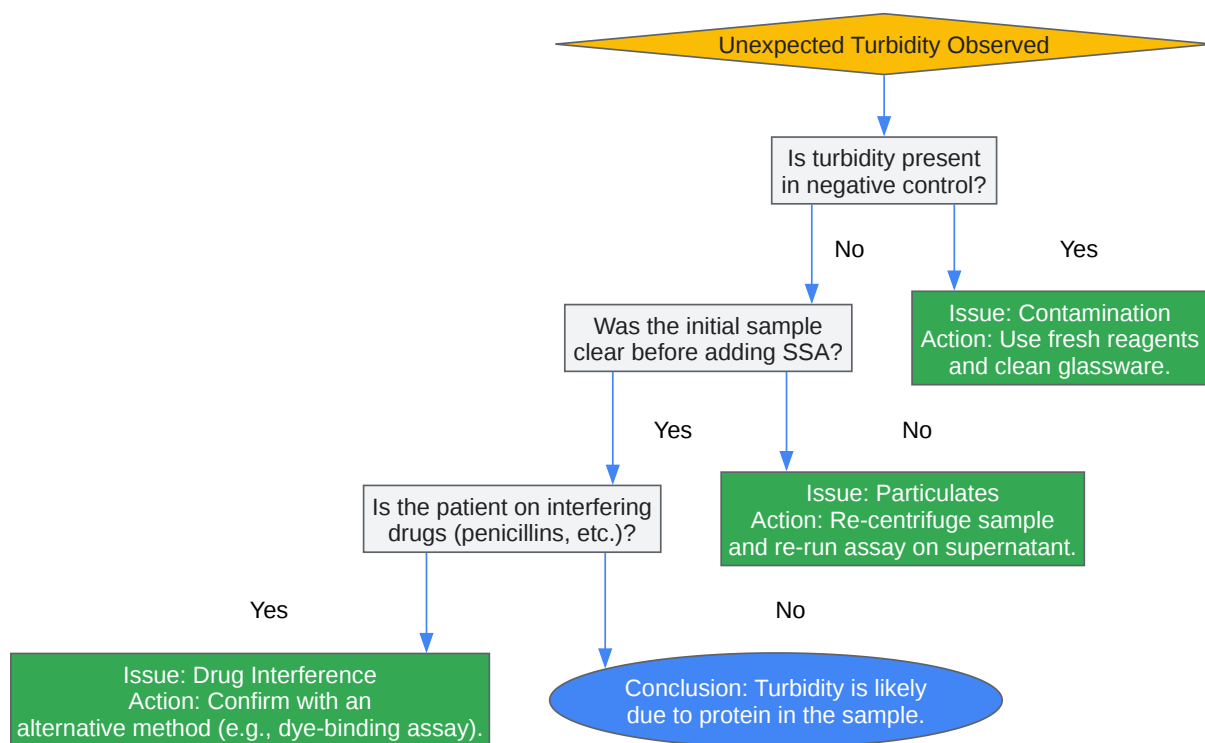 Unexpected Turbidity Observed
Is turbidity present
in negative control?
No
Yes
Issue: Contamination
Action: Use fresh reagents
and clean glassware.
Was the initial sample
clear before adding SSA?
Yes
No
Issue: Particulates
Action: Re-centrifuge sample
and re-run assay on supernatant.
Is the patient on interfering
drugs (penicillins, etc.)?
Yes
No
Issue: Drug Interference
Action: Confirm with an
alternative method (e.g., dye-binding assay).
Conclusion: Turbidity is likely
due to protein in the sample.